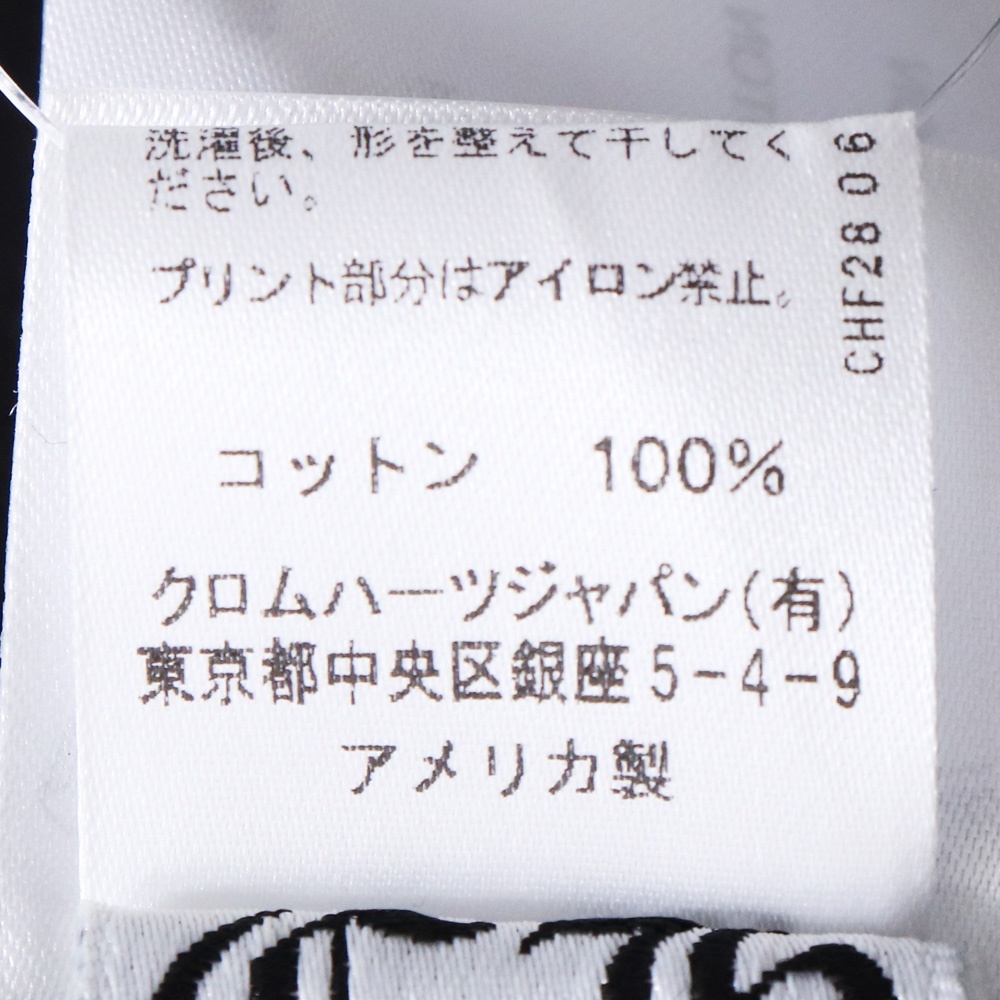 洗濯後、形を整えて干してく
ださい。
プリント部分はアイロン禁止。
コットン 100%
クロムハーツジャパン(有)
東京都中央区銀座5-4-9
アメリカ製
CHF2806